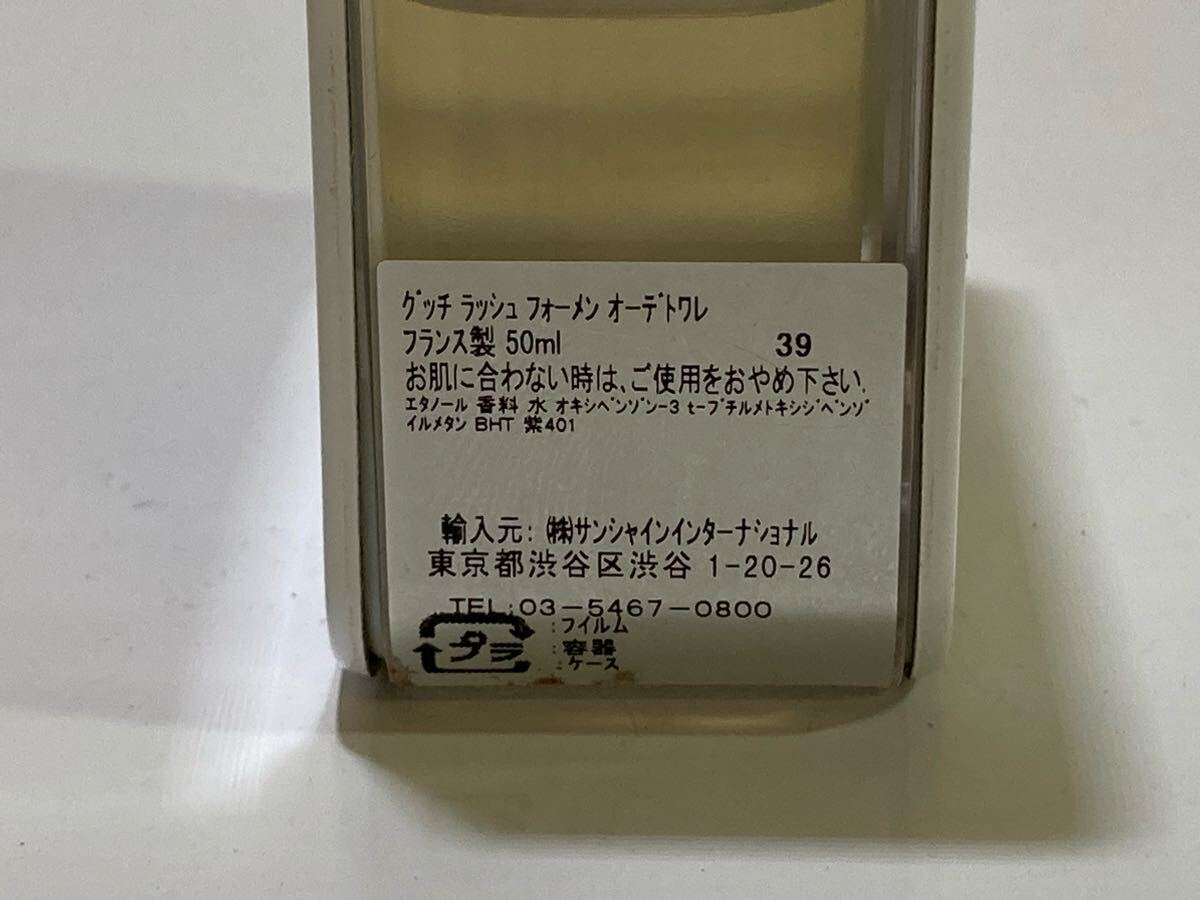 グッチ ラッシュ フォーメン オーデトワレ
フランス製 50ml 39
お肌に合わない時は、ご使用をおやめ下さい.
エタノール 香料 水 オキシベンゾン-3 t-ブチルメトキシジベンゾ
イルメタン BHT 紫401
輸入元: ㈱サンシャインインターナショナル
東京都渋谷区渋谷 1-20-26
TEL:03-5467-0800
プラ
:フイルム
:容器
:ケース